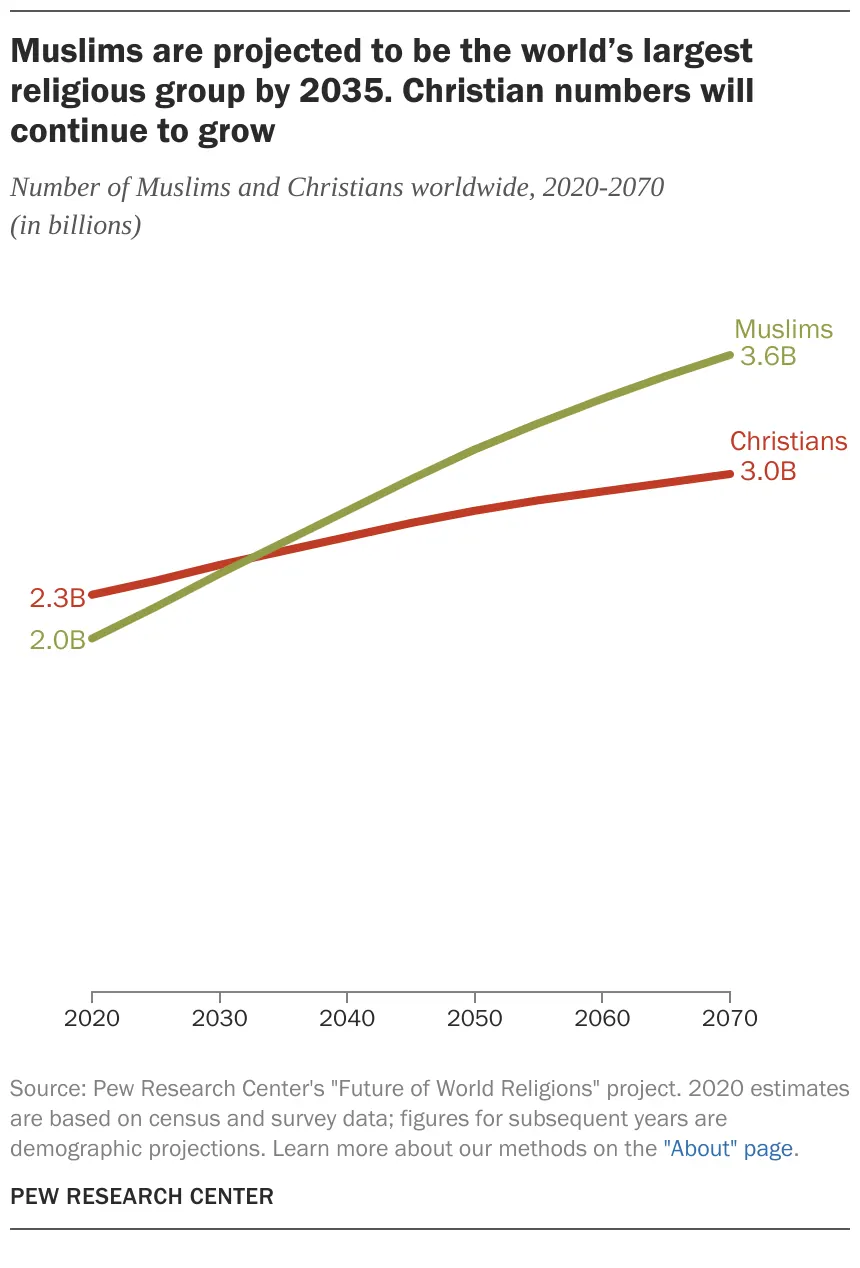 Muslims are projected to be the world’s largest
religious group by 2035. Christian numbers will
continue to grow
Number of Muslims and Christians worldwide, 2020-2070
(in billions)
Muslims
3.6B
Christians
3.0B
2.3B
2.0B
2020 2030 2040 2050 2060 2070
Source: Pew Research Center's "Future of World Religions" project. 2020 estimates
are based on census and survey data; figures for subsequent years are
demographic projections. Learn more about our methods on the "About" page.
PEW RESEARCH CENTER